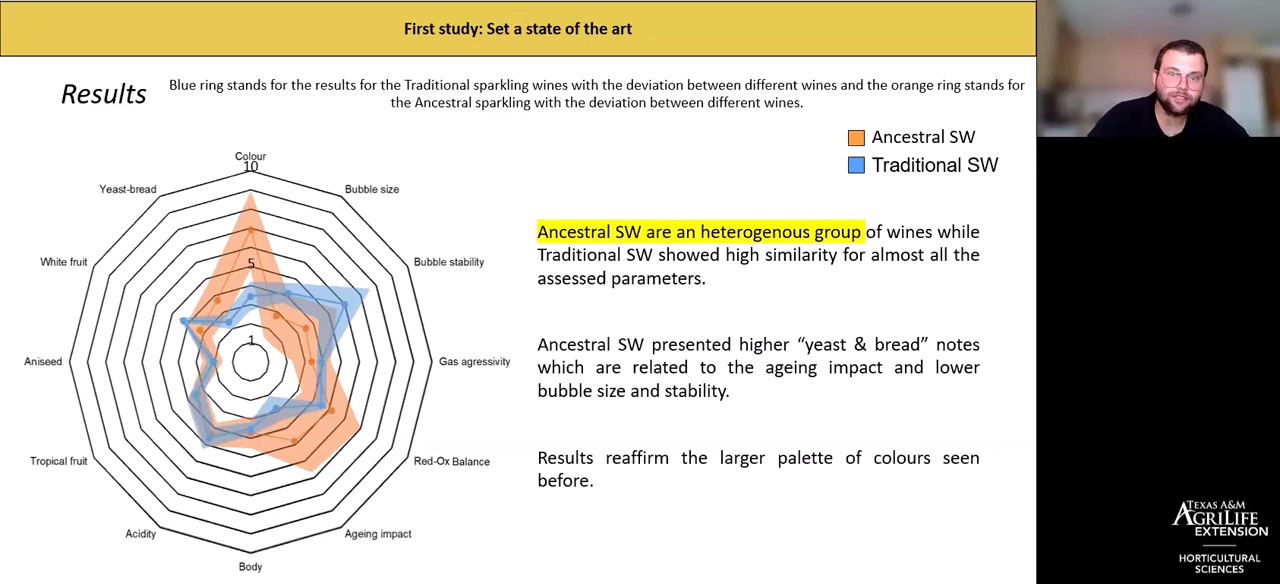 First study: Set a state of the art
Results
Blue ring stands for the results for the Traditional sparkling wines with the deviation between different wines and the orange ring stands for
the Ancestral sparkling with the deviation between different wines.
Ancestral SW
Traditional SW
Colour
10
Yeast-bread
Bubble size
White fruit
5
Bubble stability
1
Aniseed
Gas agressivity
Tropical fruit
Red-Ox Balance
Acidity
Ageing impact
Body
Ancestral SW are an heterogenous group of wines while
Traditional SW showed high similarity for almost all the
assessed parameters.
Ancestral SW presented higher “yeast & bread” notes
which are related to the ageing impact and lower
bubble size and stability.
Results reaffirm the larger palette of colours seen
before.
TEXAS A&M
AGRILIFE
EXTENSION
HORTICULTURAL
SCIENCES